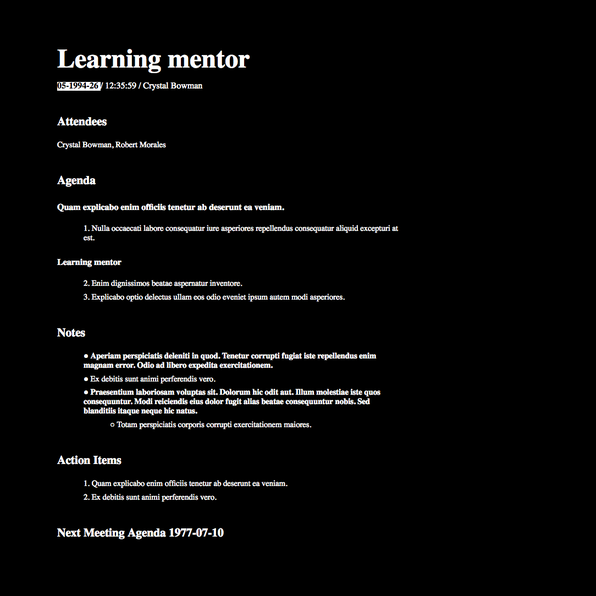 Learning mentor
05-1994-26 / 12:35:59 / Crystal Bowman
Attendees
Crystal Bowman, Robert Morales
Agenda
Quam explicabo enim officiis tenetur ab deserunt ea veniam.
1. Nulla occaecati labore consequatur iure asperiores repellendus consequatur aliquid excepturi at
est.
Learning mentor
2. Enim dignissimos beatae aspernatur inventore.
3. Explicabo optio delectus ullam eos odio eveniet ipsum autem modi asperiores.
Notes
● Aperiam perspiciatis deleniti in quod. Tenetur corrupti fugiat iste repellendus enim
magnam error. Odio ad libero expedita exercitationem.
● Ex debitis sunt animi perferendis vero.
● Praesentium laboriosam voluptas sit. Dolorum hic odit aut. Illum molestiae iste quos
consequuntur. Modi reiciendis eius dolor fugit alias beatae consequuntur nobis. Sed
blanditiis itaque neque hic natus.
○ Totam perspiciatis corporis corrupti exercitationem maiores.
Action Items
1. Quam explicabo enim officiis tenetur ab deserunt ea veniam.
2. Ex debitis sunt animi perferendis vero.
Next Meeting Agenda 1977-07-10